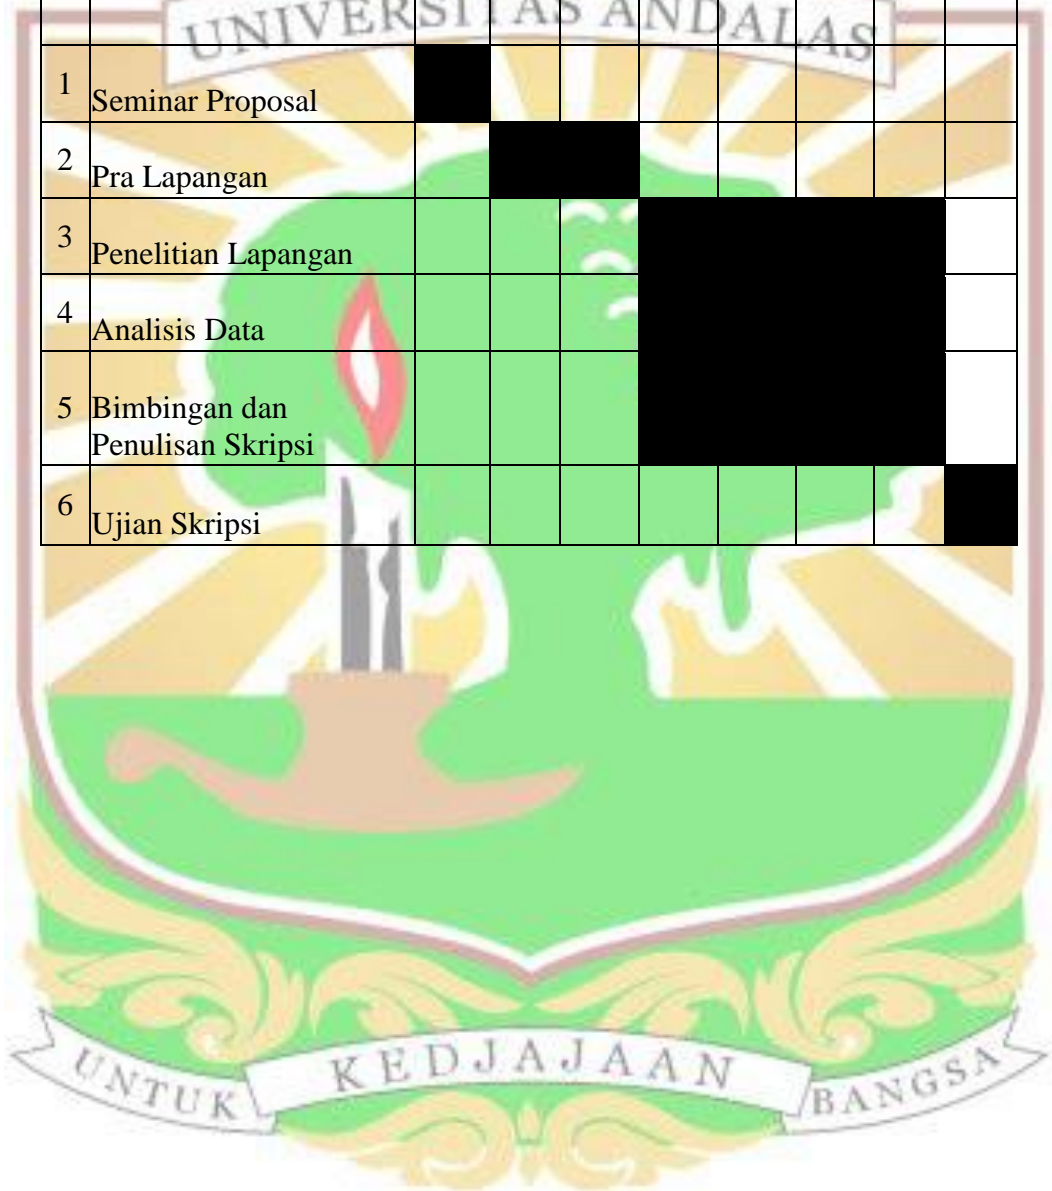 UNIVERSITAS ANDALAS
1
Seminar Proposal
2
Pra Lapangan
3
Penelitian Lapangan
4
Analisis Data
5
Bimbingan dan
Penulisan Skripsi
6
Ujian Skripsi
UNTUK KEDJAJAAN BANGSA